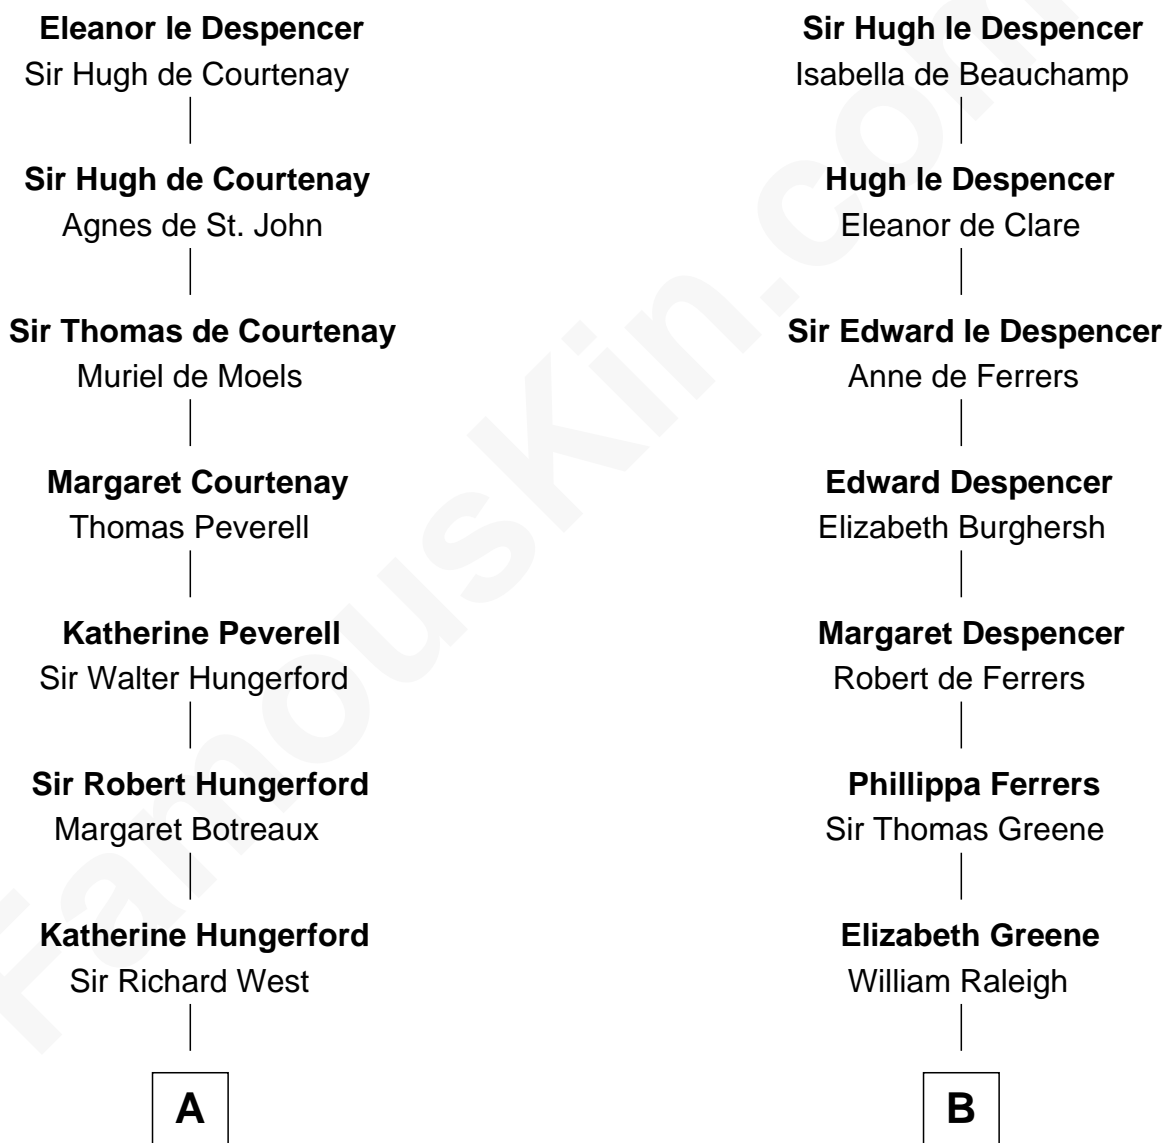 Eleanor le Despencer
Sir Hugh de Courtenay
Sir Hugh de Courtenay
Agnes de St. John
Sir Thomas de Courtenay
Muriel de Moels
Margaret Courtenay
Thomas Peverell
Katherine Peverell
Sir Walter Hungerford
Sir Robert Hungerford
Margaret Botreaux
Katherine Hungerford
Sir Richard West
A
Sir Hugh le Despencer
Isabella de Beauchamp
Hugh le Despencer
Eleanor de Clare
Sir Edward le Despencer
Anne de Ferrers
Edward Despencer
Elizabeth Burghersh
Margaret Despencer
Robert de Ferrers
Phillippa Ferrers
Sir Thomas Greene
Elizabeth Greene
William Raleigh
B
FamousKin.com